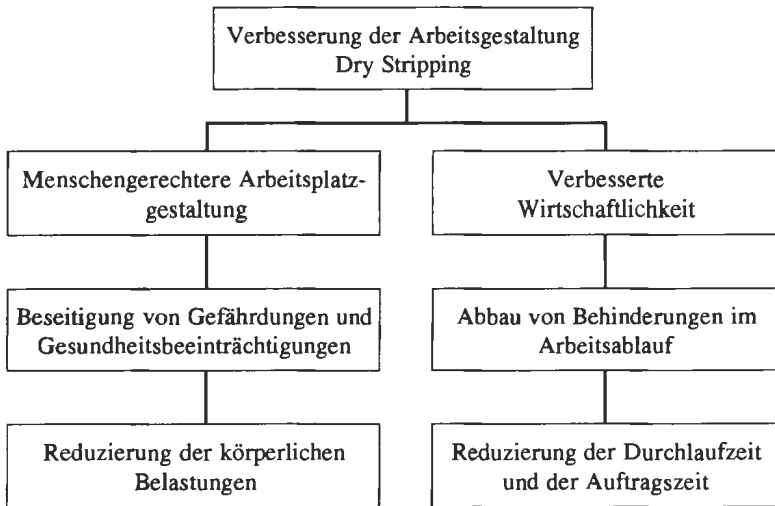 Verbesserung der Arbeitsgestaltung
Dry Stripping
Menschengerechtere Arbeitsplatz-
gestaltung
Verbesserte
Wirtschaftlichkeit
Beseitigung von Gefährdungen und
Gesundheitsbeeinträchtigungen
Abbau von Behinderungen im
Arbeitsablauf
Reduzierung der körperlichen
Belastungen
Reduzierung der Durchlaufzeit
und der Auftragszeit